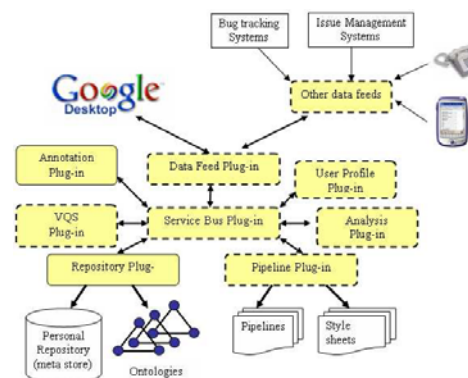 Bug tracking
Systems
Issue Management
Systems
Google
Desktop
Other data feeds
Annotation
Plug-in
Data Feed Plug-in
User Profile
Plug-in
VQS
Plug-in
Service Bus Plug-in
Analysis
Plug-in
Repository Plug-
Pipeline Plug-in
Personal
Repository
(meta store)
Ontologies
Pipelines
Style
sheets